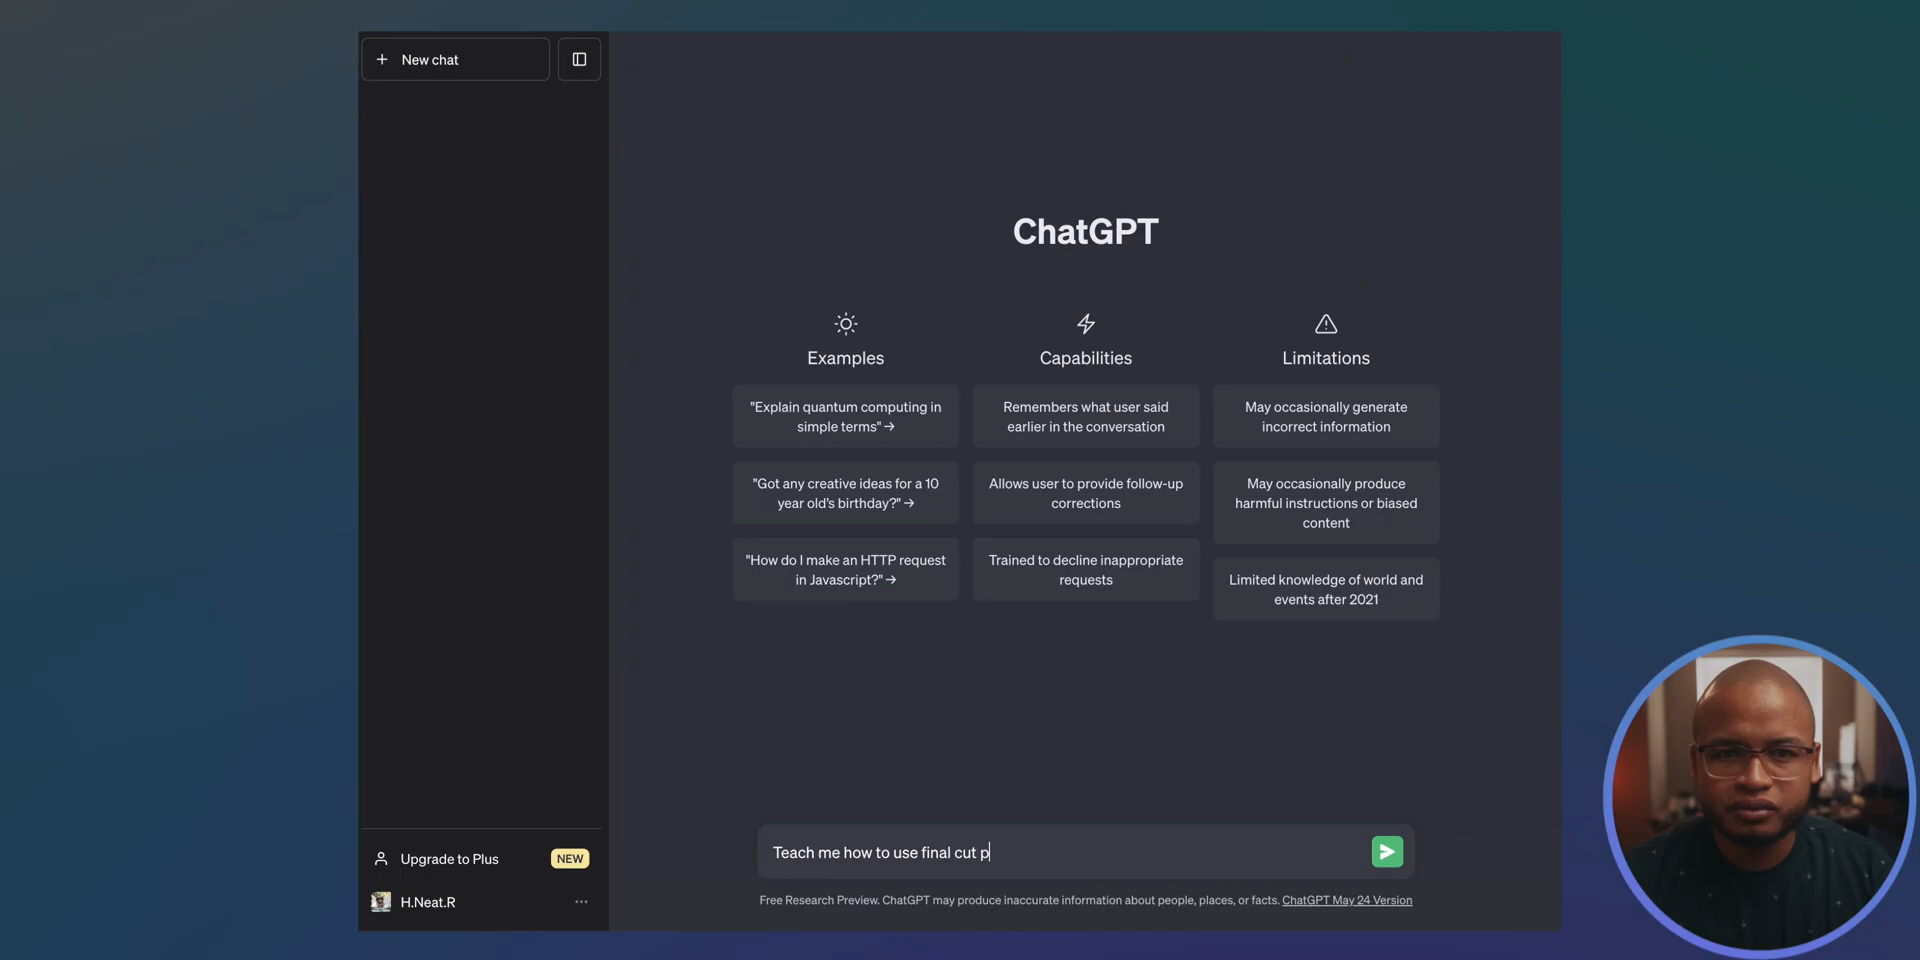 New chat
ChatGPT
Examples
"Explain quantum computing in
simple terms" →
"Got any creative ideas for a 10
year old's birthday?" →
"How do I make an HTTP request
in Javascript?" →
Capabilities
Remembers what user said
earlier in the conversation
Allows user to provide follow-up
corrections
Trained to decline inappropriate
requests
Limitations
May occasionally generate
incorrect information
May occasionally produce
harmful instructions or biased
content
Limited knowledge of world and
events after 2021
Upgrade to Plus NEW
H.Neat.R
Teach me how to use final cut p
Free Research Preview. ChatGPT may produce inaccurate information about people, places, or facts. ChatGPT May 24 Version